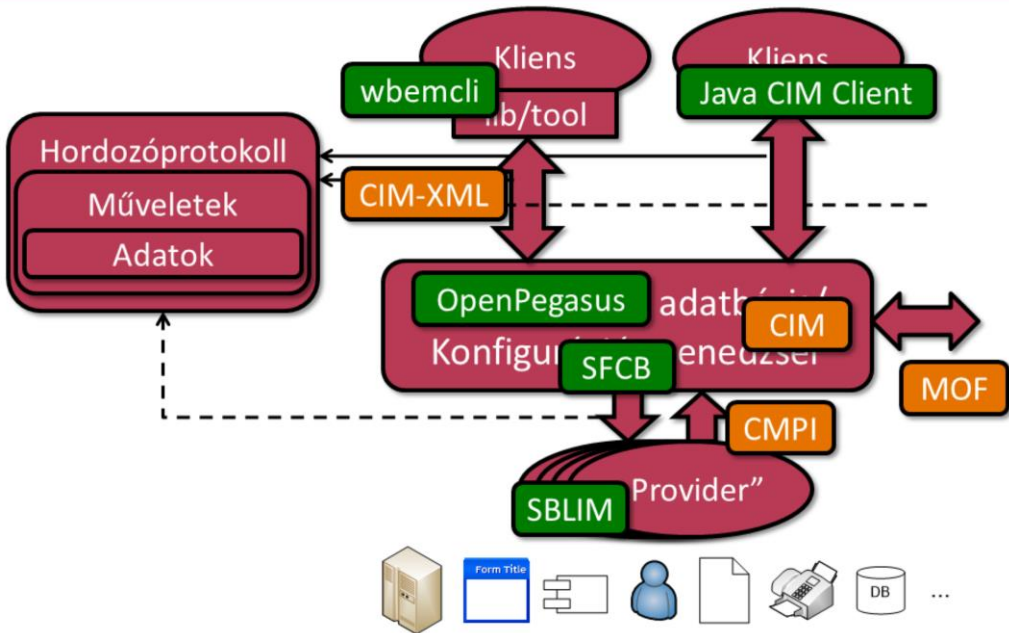 Kliens
wbemcli
lib/tool
Kliens
Java CIM Client
Hordozóprotokoll
Műveletek
Adatok
CIM-XML
OpenPegasus
CIM
SFCB
MOF
CMPI
Provider”
SBLIM
Form Title
DB
...